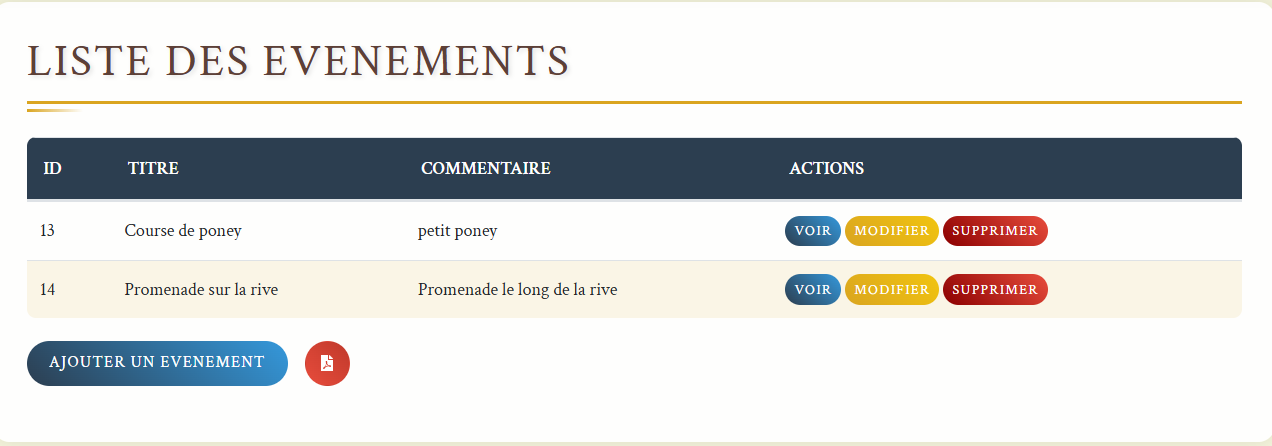 LISTE DES EVENEMENTS
ID TITRE COMMENTAIRE ACTIONS
13 Course de poney petit poney VOIR MODIFIER SUPPRIMER
14 Promenade sur la rive Promenade le long de la rive VOIR MODIFIER SUPPRIMER
AJOUTER UN EVENEMENT